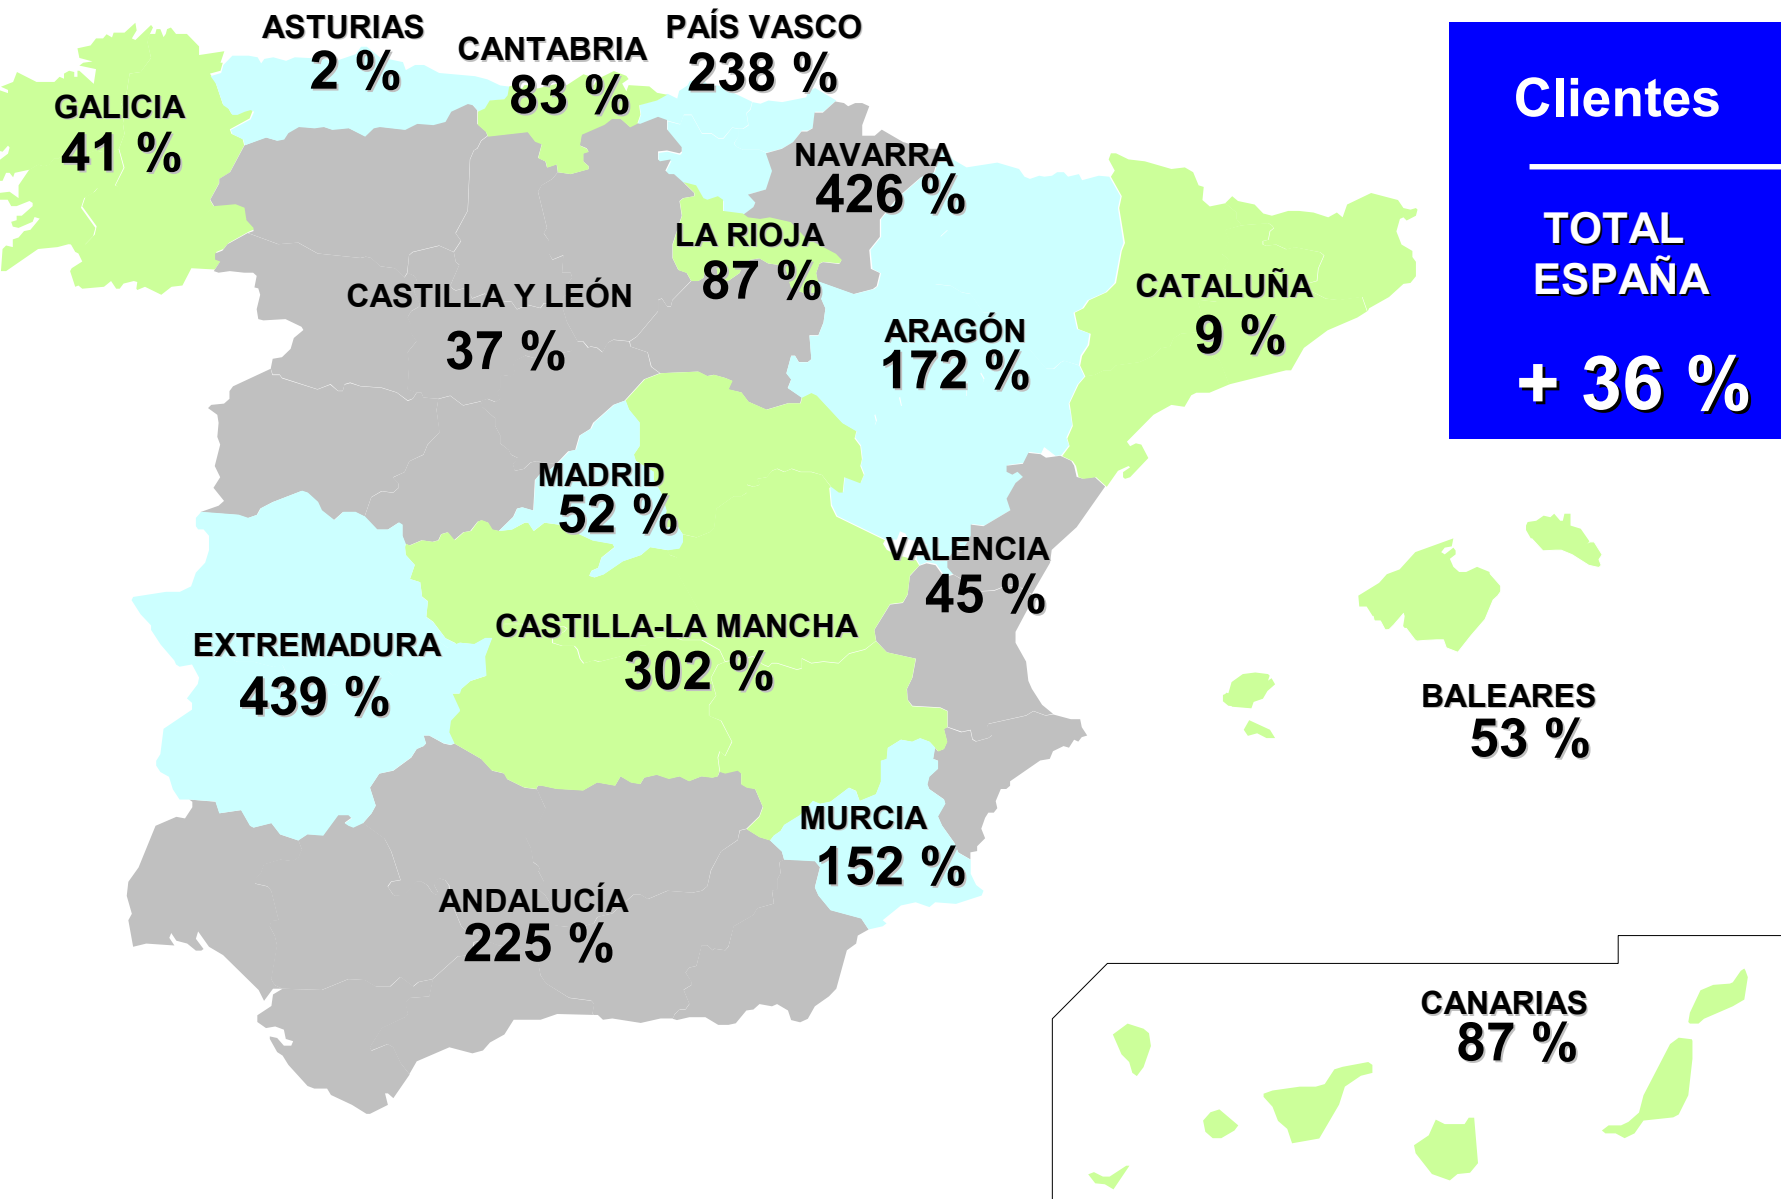 ASTURIAS
2 %
CANTABRIA
83 %
PAÍS VASCO
238 %
GALICIA
41 %
NAVARRA
426 %
LA RIOJA
87 %
CASTILLA Y LEÓN
37 %
ARAGÓN
172 %
CATALUÑA
9 %
Clientes
TOTAL
ESPAÑA
+ 36 %
MADRID
52 %
VALENCIA
45 %
CASTILLA-LA MANCHA
302 %
EXTREMADURA
439 %
BALEARES
53 %
MURCIA
152 %
ANDALUCÍA
225 %
CANARIAS
87 %